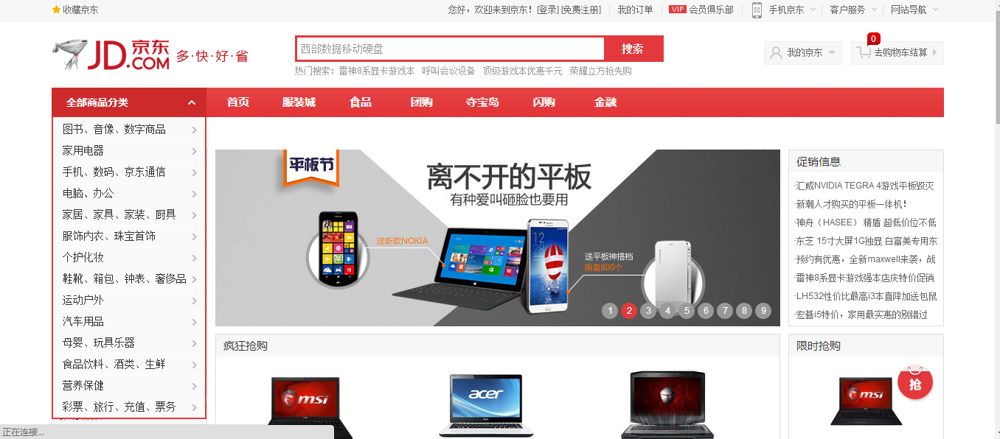 收藏京东
您好，欢迎来到京东！[登录] [免费注册]
我的订单
VIP 会员俱乐部
手机京东
客户服务
网站导航
JD.COM 京东
多·快·好·省
西部数据移动硬盘
搜索
热门搜索：雷神8系显卡游戏本 呼叫会议设备 顶级游戏本优惠千元 荣耀立方抢先购
我的京东
0
去购物车结算
全部商品分类
首页 服装城 食品 团购 夺宝岛 闪购 金融
图书、音像、数字商品
家用电器
手机、数码、京东通信
电脑、办公
家居、家具、家装、厨具
服饰内衣、珠宝首饰
个护化妆
鞋靴、箱包、钟表、奢侈品
运动户外
汽车用品
母婴、玩具乐器
食品饮料、酒类、生鲜
营养保健
彩票、旅行、充值、票务
平板节
离不开的平板
有种爱叫砸脸也要用
送新款NOKIA
12
28
送平板神搭档
限量800个
1 2 3 4 5 6 7 8 9
促销信息
·汇威NVIDIA TEGRA 4游戏平板毁灭
·新潮人才购买的平板一体机！
·神舟（HASEE） 精盾 超低价位不低
·东芝 15寸大屏1G独显 白富美专用东
·预约有优惠，全新maxwell来袭，战
·雷神8系显卡游戏强本店庆特价促销
·LH532性价比最高i3本直降加送包鼠
·宏碁i5特价，家用最实惠的别错过
疯狂抢购
msi
acer
限时抢购
msi
抢
正在连接...